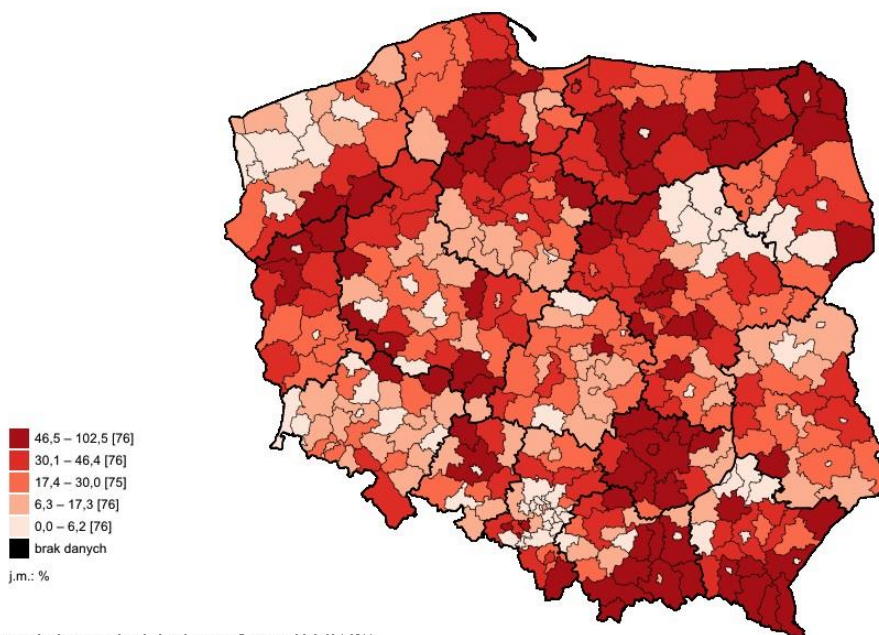 46,5 – 102,5 [76]
30,1 – 46,4 [76]
17,4 – 30,0 [75]
6,3 – 17,3 [76]
0,0 – 6,2 [76]
brak danych
j.m.: %